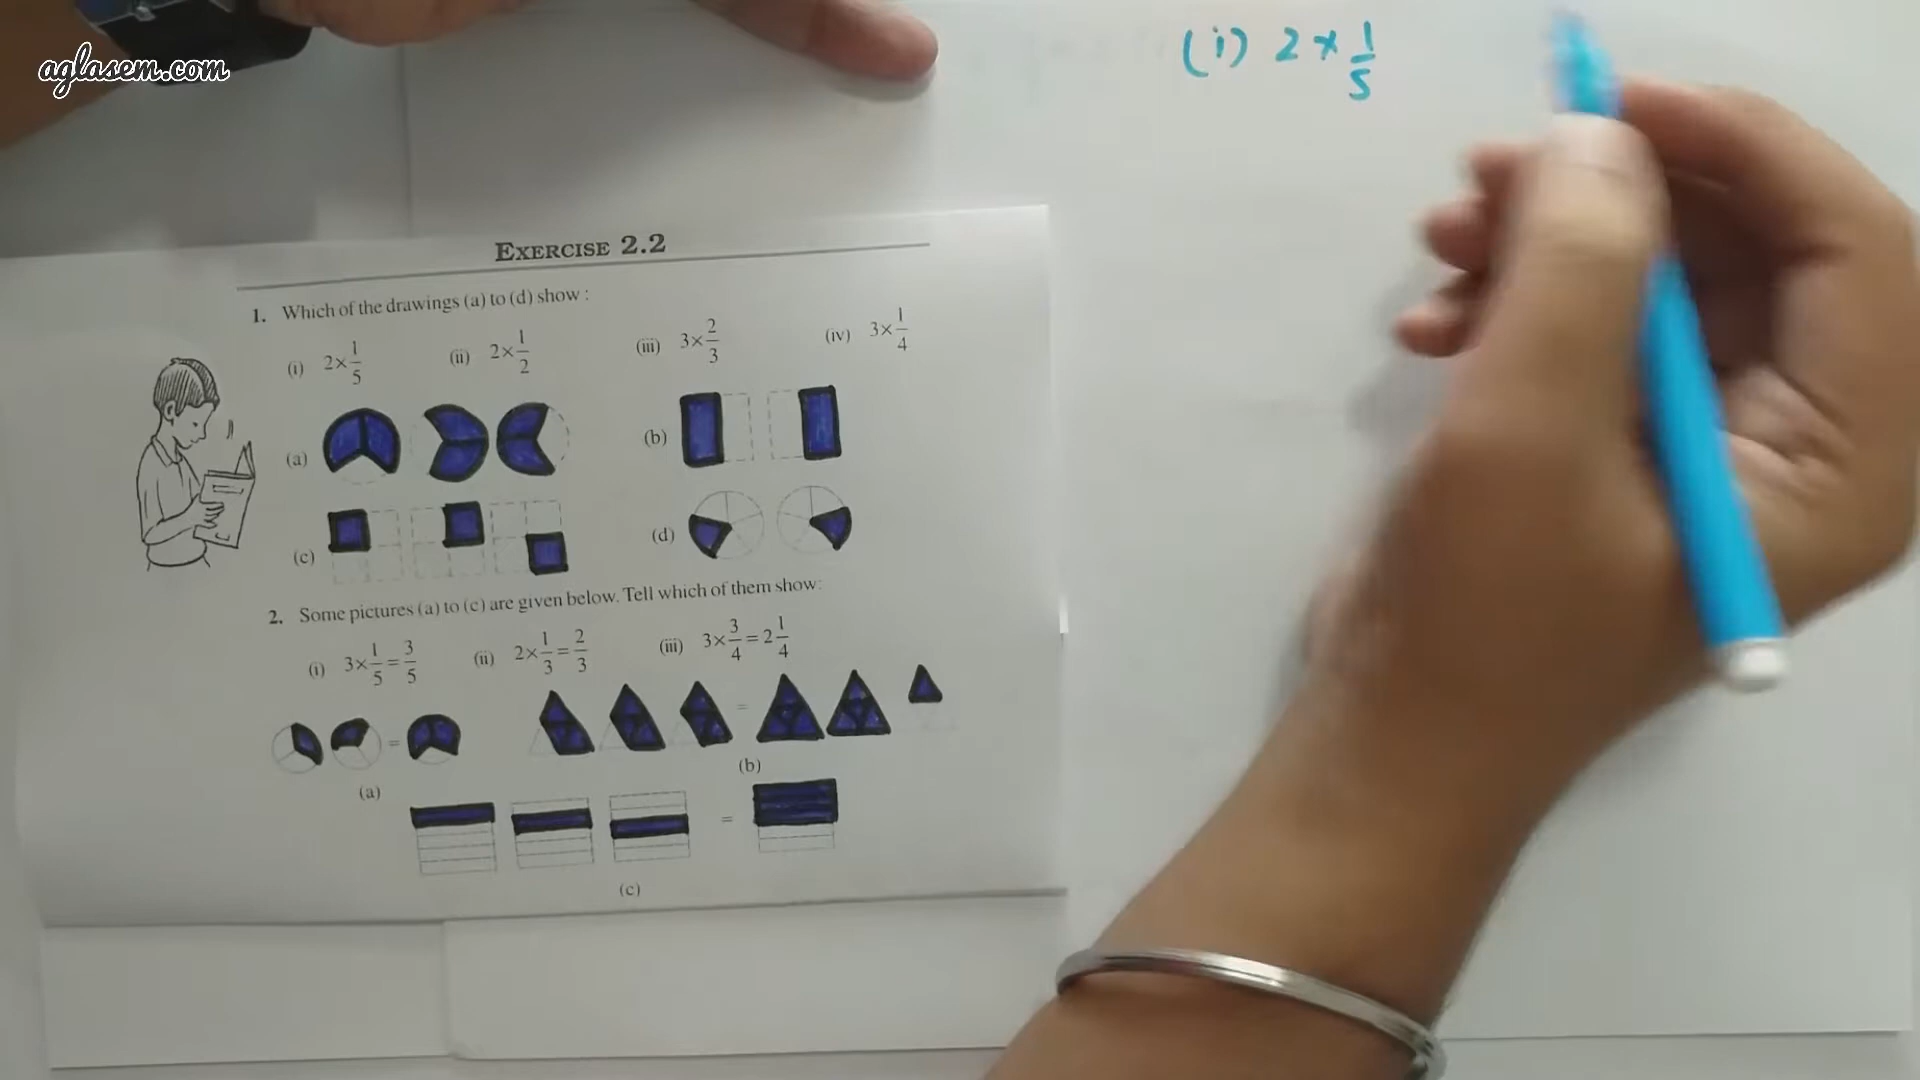 aglasem.com
(i) 2 × 1/5
EXERCISE 2.2
1. Which of the drawings (a) to (d) show :
(i) 2×1/5 (ii) 2×1/2 (iii) 3×2/3 (iv) 3×1/4
(a) (b)
(c) (d)
2. Some pictures (a) to (c) are given below. Tell which of them show:
(i) 3×1/5=3/5 (ii) 2×1/3=2/3 (iii) 3×3/4=2 1/4
= =
(a) (b)
=
(c)